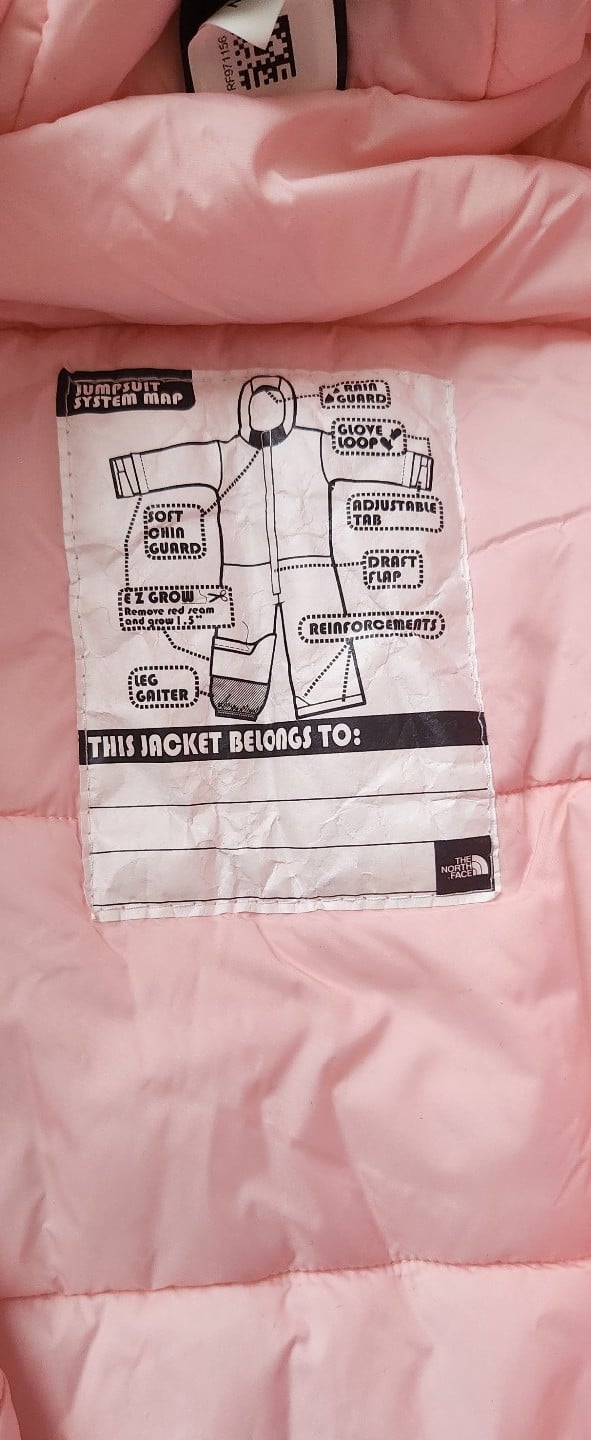 RF971156
JUMPSUIT
SYSTEM MAP
RAIN
GUARD
GLOVE
LOOP
SOFT
CHIN
GUARD
ADJUSTABLE
TAB
DRAFT
FLAP
E Z GROW
Remove red seam
and grow 1.5"
REINFORCEMENTS
LEG
GAITER
THIS JACKET BELONGS TO:
THE
NORTH
FACE